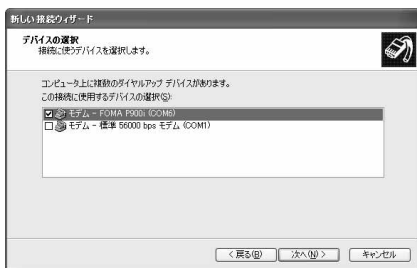 新しい接続ウィザード
デバイスの選択
接続に使うデバイスを選択します。
コンピュータ上に複数のダイヤルアップ デバイスがあります。
この接続に使用するデバイスの選択(S):
モデム - FOMA P900i (COM6)
モデム - 標準 56000 bps モデム (COM1)
< 戻る(B)
次へ(N) >
キャンセル